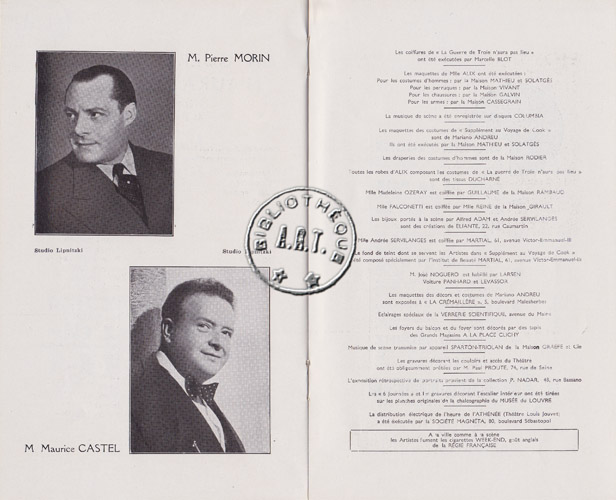 M. Pierre MORIN
Studio Lipnitzki
Studio Lipnitzki
M Maurice CASTEL
BIBLIOTHÈQUE
A.R.T.
Les coiffures de « La Guerre de Troie n'aura pas lieu »
ont été exécutées par Marcelle BLOT
Les maquettes de Mlle ALIX ont été exécutées :
Pour les costumes d'hommes : par la Maison MATHIEU et SOLATGÈS
Pour les perruques : par la Maison VIVANT
Pour les chaussures : par la Maison GALVIN
Pour les armes : par la Maison CASSEGRAIN
La musique de scène a été enregistrée sur disques COLUMBIA
Les maquettes des costumes de « Supplément au Voyage de Cook »
sont de Mariano ANDREU
Ils ont été exécutés par la Maison MATHIEU et SOLATGÈS
Les draperies des costumes d'hommes sont de la Maison RODIER
Toutes les robes d'ALIX composant les costumes de « La guerre de Troie n'aura pas lieu »
sont des tissus DUCHARNE
Mlle Madeleine OZERAY est coiffée par GUILLAUME de la Maison RAMBAUD
Mlle FALCONETTI est coiffée par Mlle REINE de la Maison GIRAULT
Les bijoux portés à la scène par Alfred ADAM et Andrée SERVILANGES
sont des créations de ELIANTE, 22, rue Caumartin
Mlle Andrée SERVILANGES est coiffée par MARTIAL, 61, avenue Victor-Emmanuel-III
Le fond de teint dont se servent les Artistes dans « Supplément au Voyage de Cook »
été composé spécialement par l'Institut de Beauté MARTIAL, 61, avenue Victor-Emmanuel-III
M. José NOGUERO est habillé par LARSEN
Voiture PANHARD et LEVASSOR
Les maquettes des décors et costumes de Mariano ANDREU
sont exposées à « LA CRÉMAILLÈRE », 5, boulevard Malesherbes
Eclairages spéciaux de la VERRERIE SCIENTIFIQUE, avenue du Maine
Les foyers du balcon et du foyer sont décorés par des tapis
des Grands Magasins A LA PLACE CLICHY
Musique de scène transmise par appareil SPARTON-TRIOLAN de la Maison GRAEFE et Cie
Les gravures décorant les couloirs et accès du Théâtre
ont été obligeamment prêtées par M. Paul PROUTÉ, 74, rue de Seine
L'exposition rétrospective de portraits provient de la collection P. NADAR, 48, rue Bassano
Les « 6 Journées » et gravures décorant l'escalier intérieur ont été tirées
sur les planches originales de la chalcographie du MUSÉE DU LOUVRE
La distribution électrique de l'heure de l'ATHÉNÉE (Théâtre Louis Jouvet)
a été exécutée par la SOCIÉTÉ MAGNETA, 80, boulevard Sébastopol
A la ville comme à la scène
les Artistes fument les cigarettes WEEK-END, goût anglais
de la RÉGIE FRANÇAISE